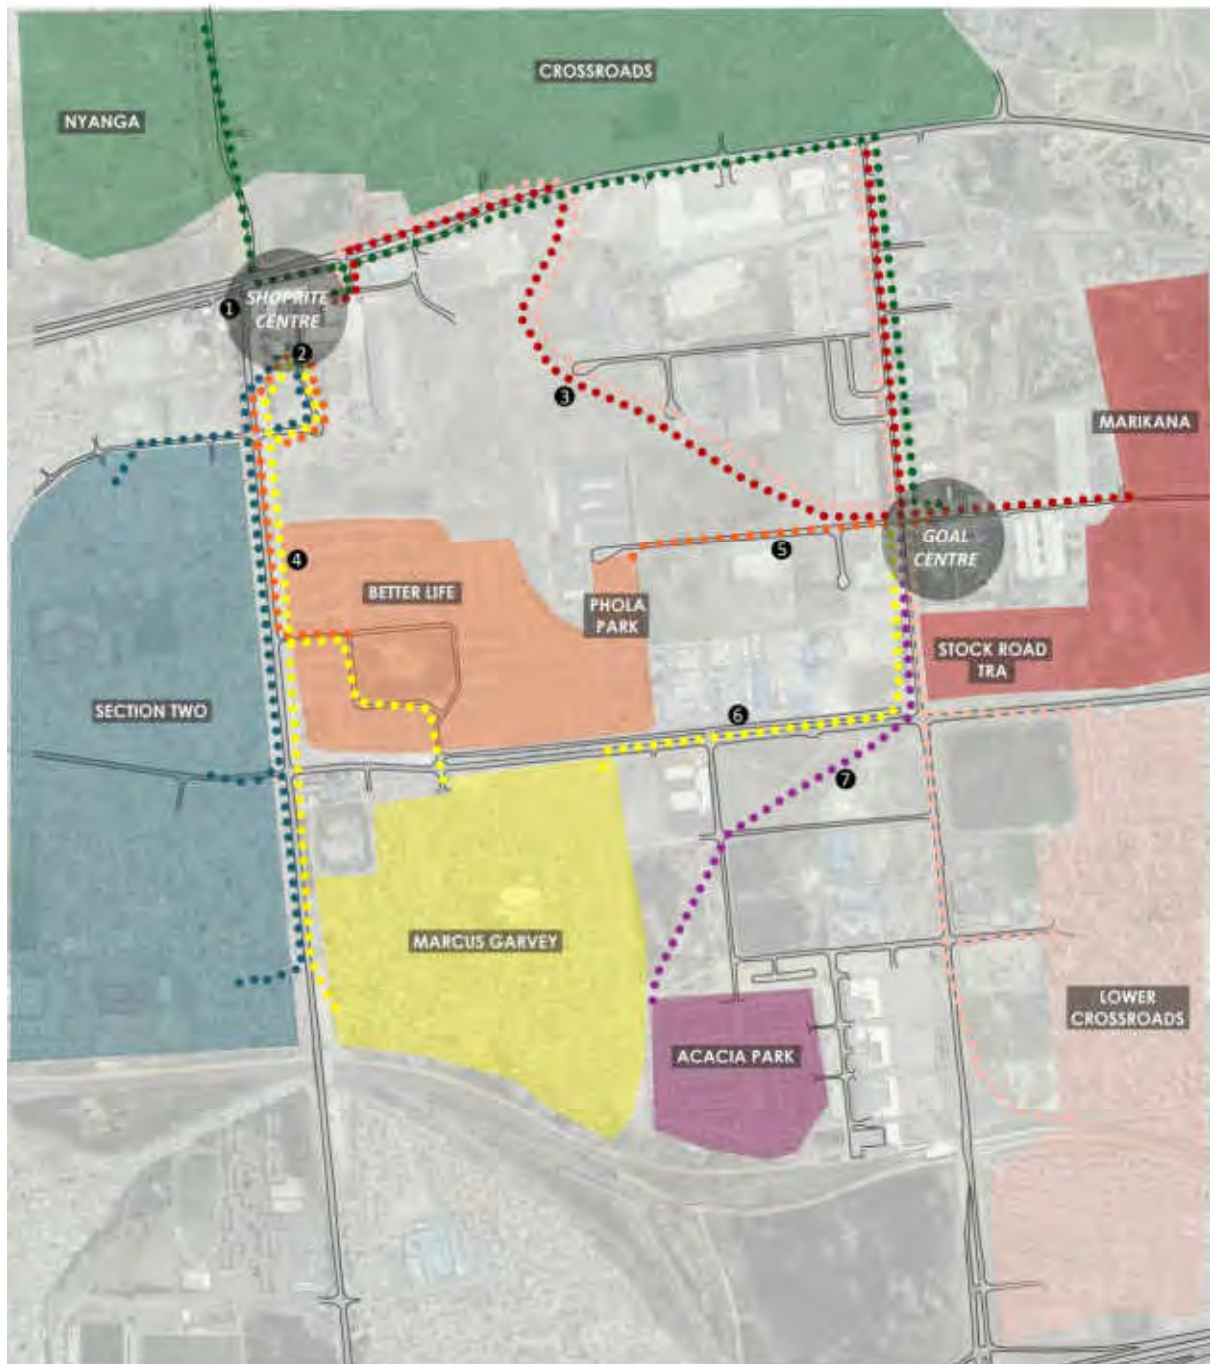 CROSSROADS
NYANGA
1
SHOPRITE
CENTRE
2
3
MARIKANA
GOAL
CENTRE
5
4
BETTER LIFE
PHOLA
PARK
STOCK ROAD
TRA
SECTION TWO
6
7
MARCUS GARVEY
LOWER
CROSSROADS
ACACIA PARK